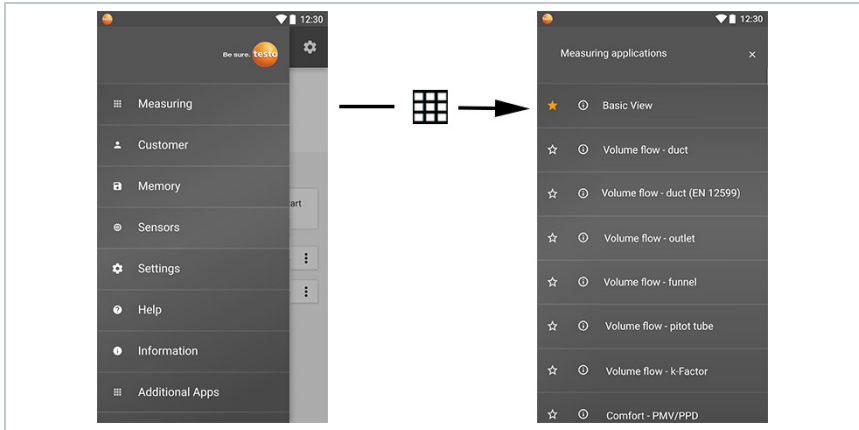 12:30
Be sure. testo
Measuring
Customer
Memory
Sensors
Settings
Help
Information
Additional Apps
art
12:30
Measuring applications
Basic View
Volume flow - duct
Volume flow - duct (EN 12599)
Volume flow - outlet
Volume flow - funnel
Volume flow - pitot tube
Volume flow - k-Factor
Comfort - PMV/PPD